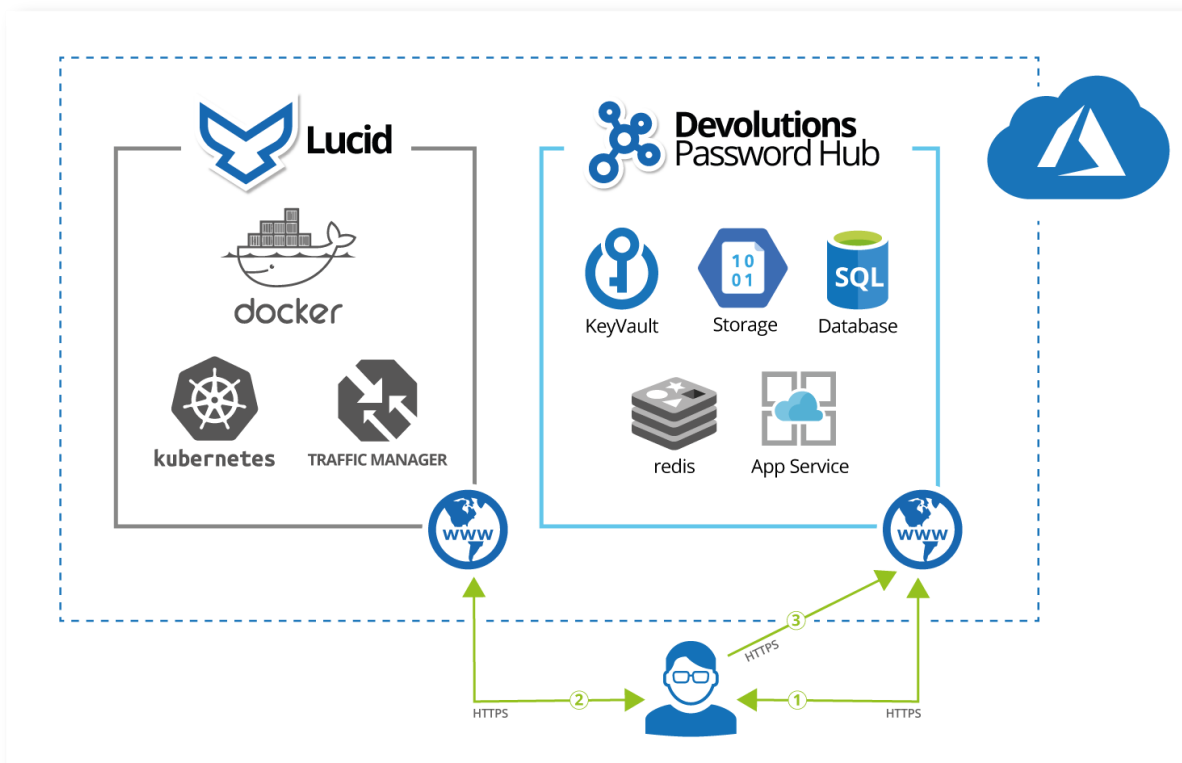 Lucid
Devolutions
Password Hub
docker
kubernetes
TRAFFIC MANAGER
WWW
10
01
SQL
KeyVault
Storage
Database
redis
App Service
WWW
3
HTTPS
2
1
HTTPS
HTTPS